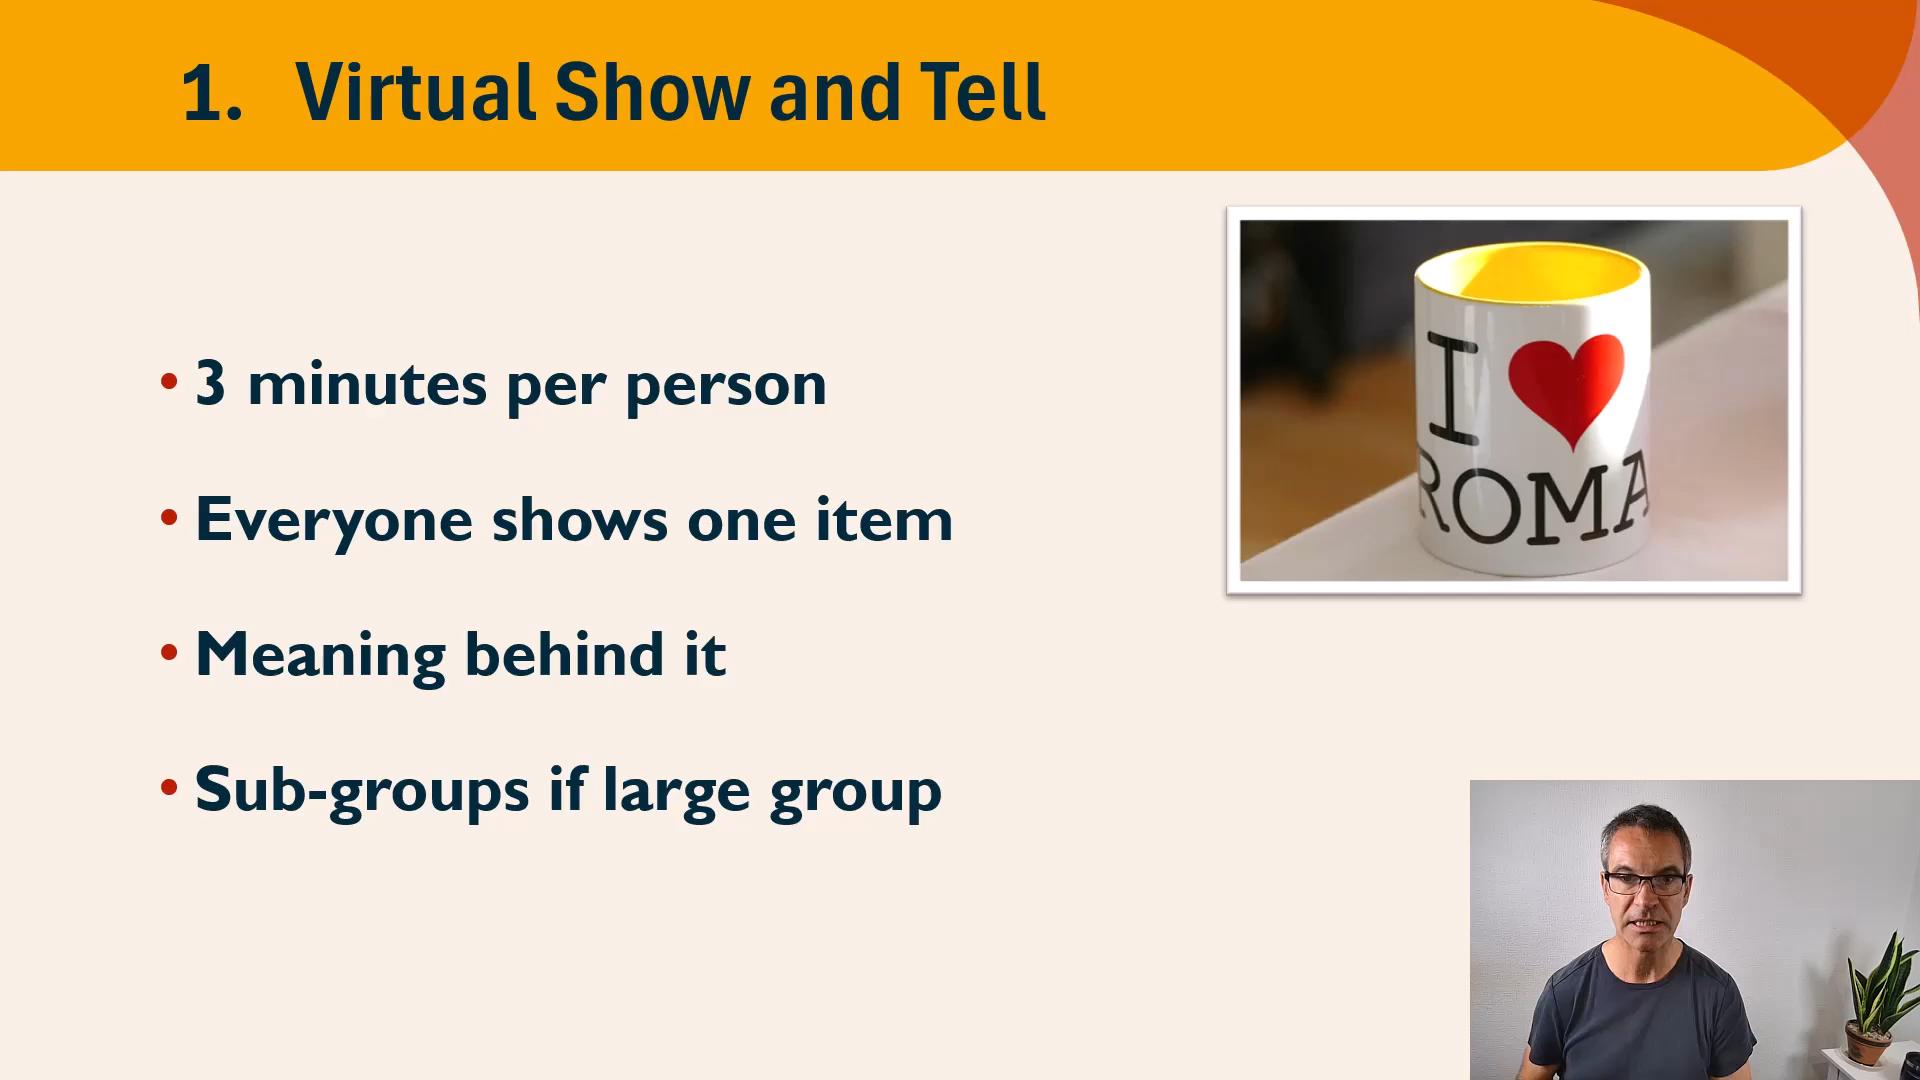 1. Virtual Show and Tell
• 3 minutes per person
• Everyone shows one item
• Meaning behind it
• Sub-groups if large group
I ❤
ROMA